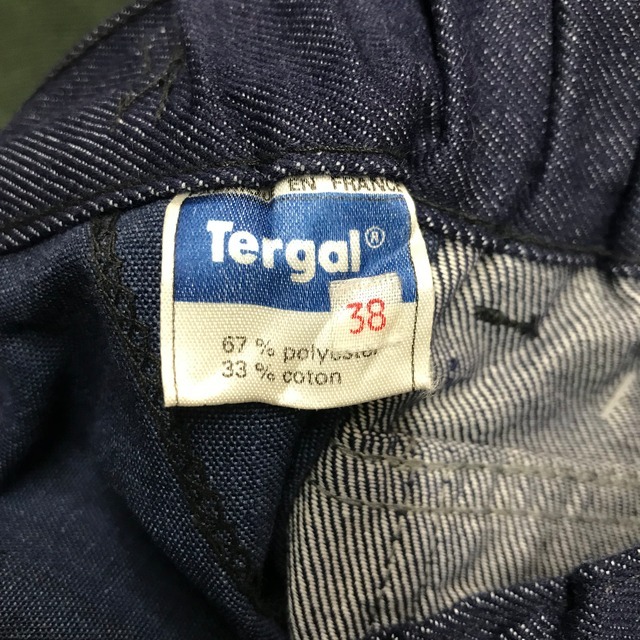 EN FRANCE
Tergal®
38
67 % polyester
33 % coton